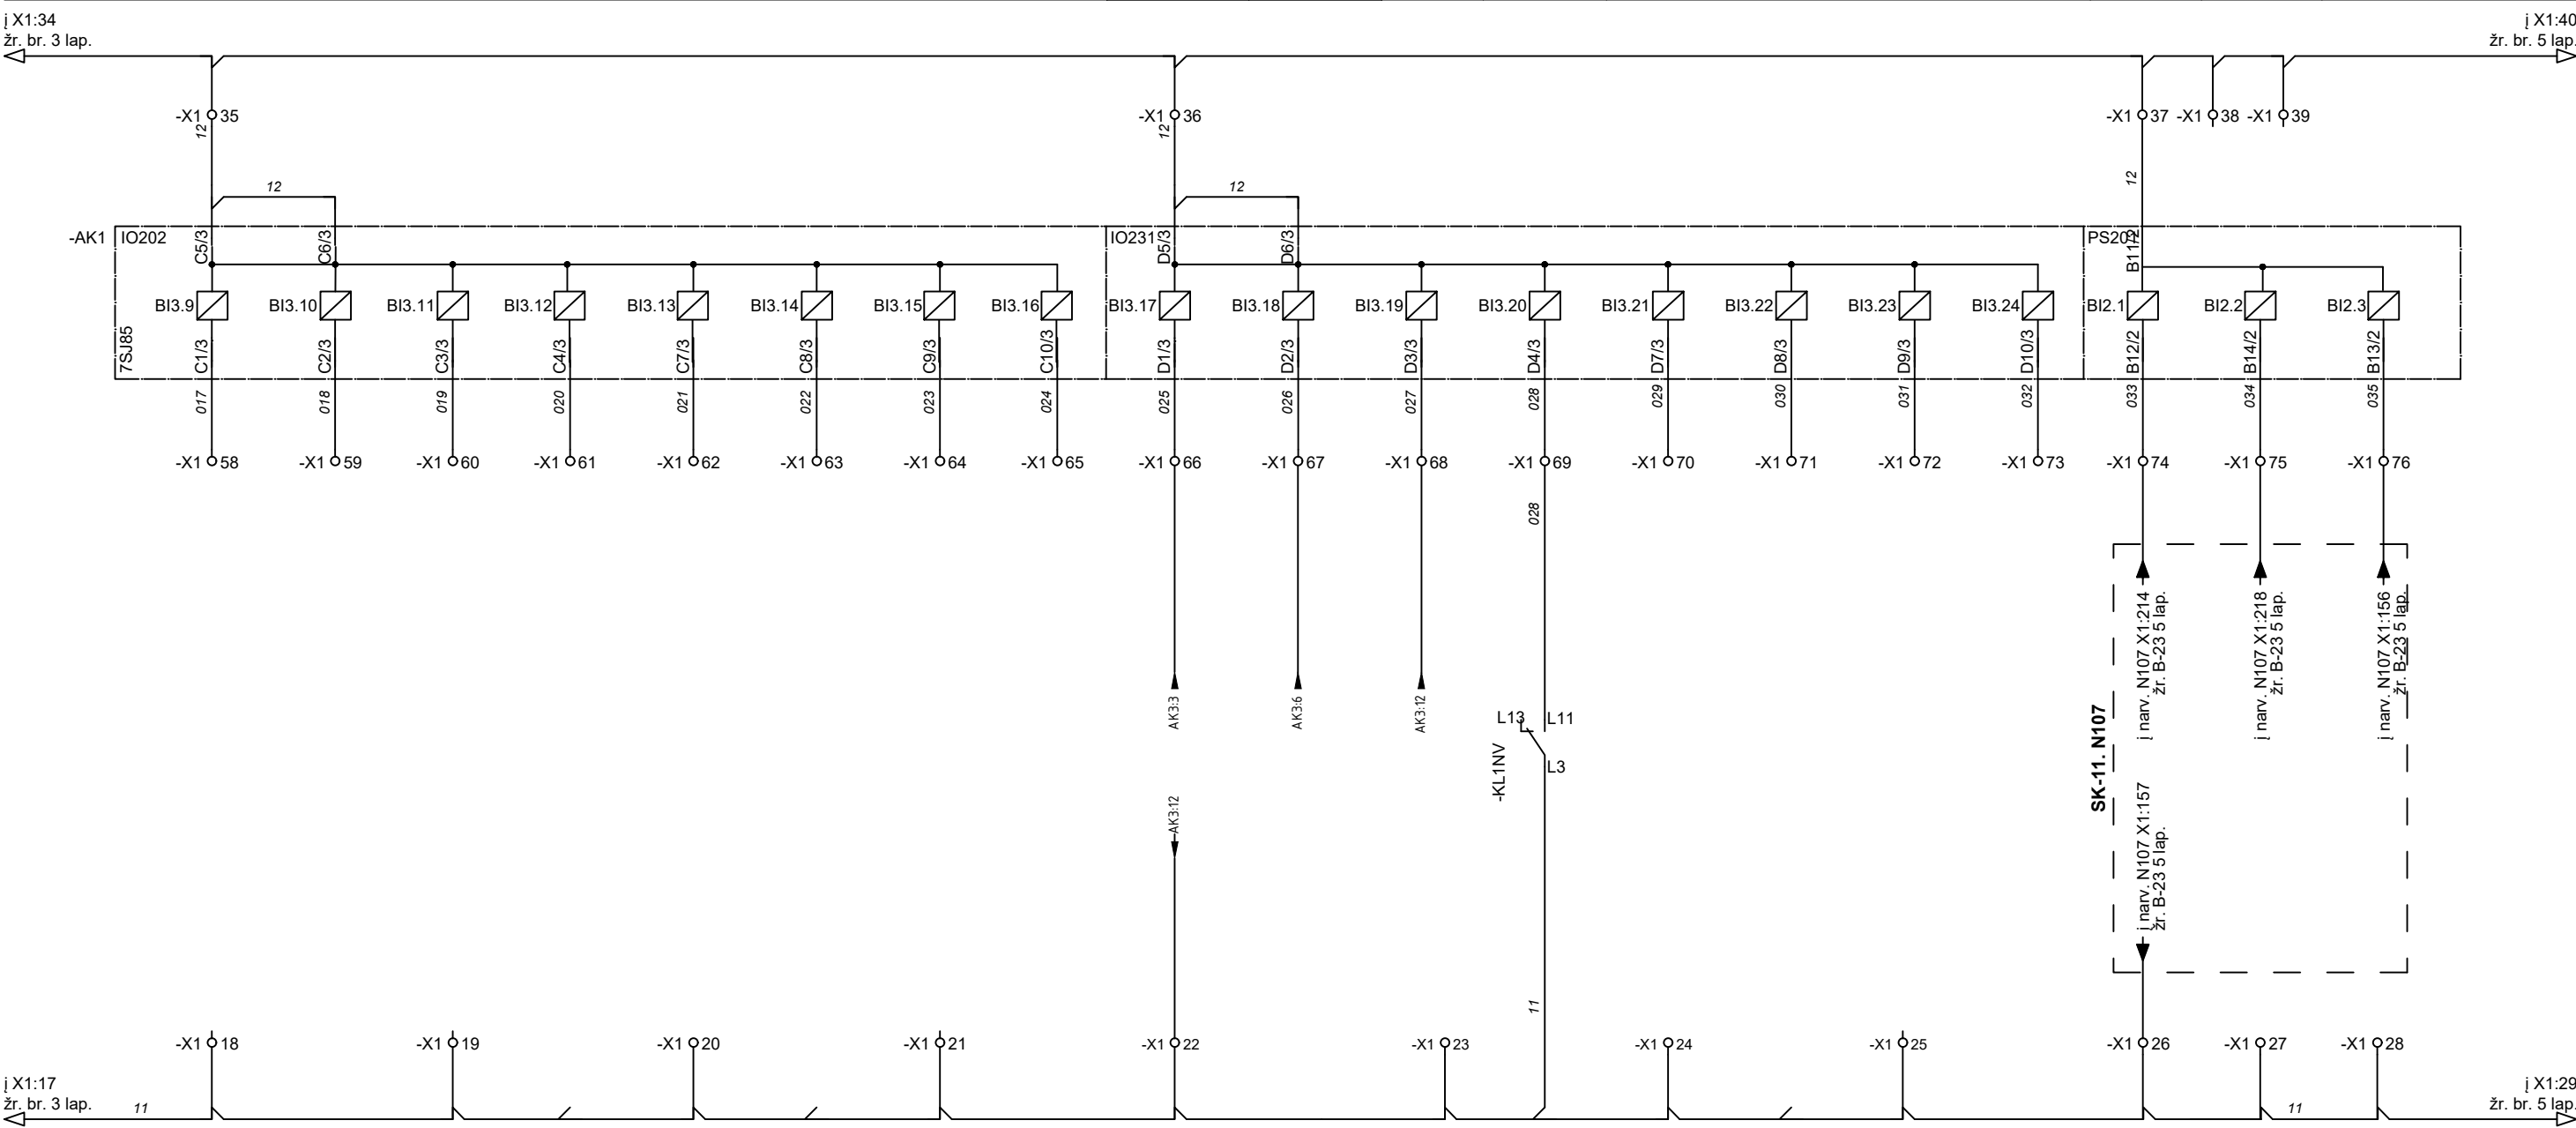 į X1:34
žr. br. 3 lap.
į X1:40
žr. br. 5 lap.
-X1 35
-X1 36
-X1 37
-X1 38
-X1 39
12
12
12
12
12
-AK1
IO202
C5/3
C6/3
IO231
D5/3
D6/3
PS20
B11/2
BI3.9
BI3.10
BI3.11
BI3.12
BI3.13
BI3.14
BI3.15
BI3.16
BI3.17
BI3.18
BI3.19
BI3.20
BI3.21
BI3.22
BI3.23
BI3.24
BI2.1
BI2.2
BI2.3
7SJ85
C1/3
C2/3
C3/3
C4/3
C7/3
C8/3
C9/3
C10/3
D1/3
D2/3
D3/3
D4/3
D7/3
D8/3
D9/3
D10/3
B12/2
B14/2
B13/2
017
018
019
020
021
022
023
024
025
026
027
028
029
030
031
032
033
034
035
-X1 58
-X1 59
-X1 60
-X1 61
-X1 62
-X1 63
-X1 64
-X1 65
-X1 66
-X1 67
-X1 68
-X1 69
-X1 70
-X1 71
-X1 72
-X1 73
-X1 74
-X1 75
-X1 76
028
AK3:3
AK3:6
AK3:12
L13
L11
-KL1NV
L3
AK3:12
SK-11. N107
į narv. N107 X1:214
žr. B-23 5 lap.
į narv. N107 X1:218
žr. B-23 5 lap.
į narv. N107 X1:156
žr. B-23 5 lap.
į narv. N107 X1:157
žr. B-23 5 lap.
11
-X1 18
-X1 19
-X1 20
-X1 21
-X1 22
-X1 23
-X1 24
-X1 25
-X1 26
-X1 27
-X1 28
į X1:17
žr. br. 3 lap.
11
11
į X1:29
žr. br. 5 lap.